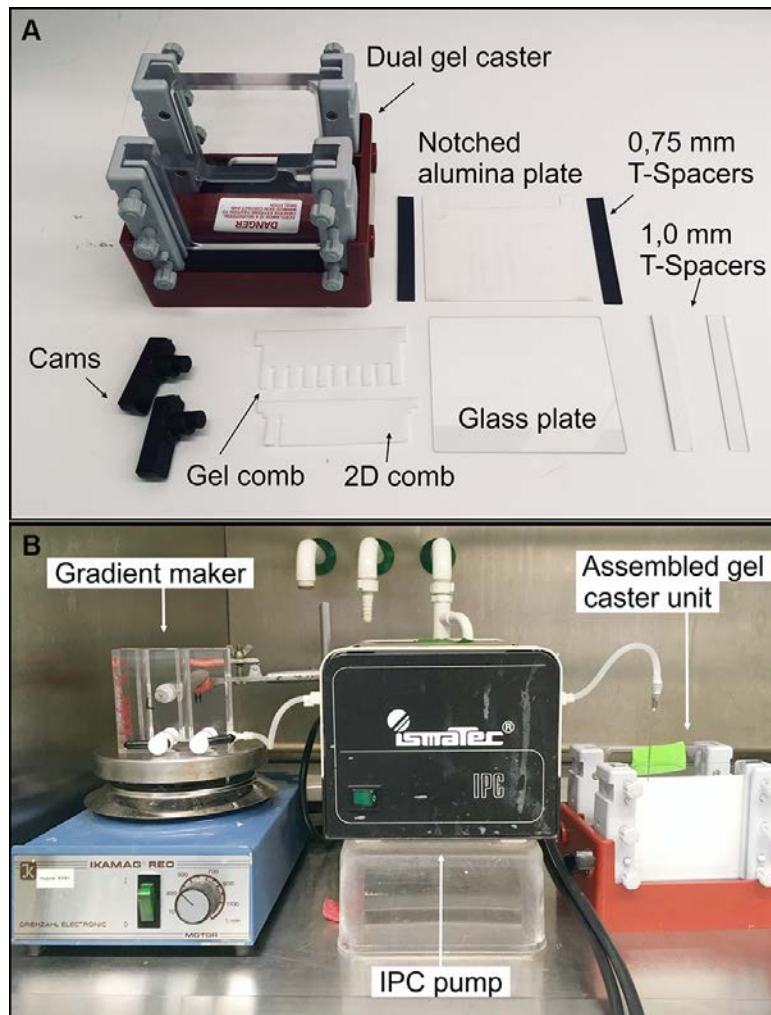 A
Dual gel caster
Notched
alumina plate
0,75 mm
T-Spacers
1,0 mm
T-Spacers
DANGER
Cams
Glass plate
Gel comb
2D comb
B
Gradient maker
Assembled gel
caster unit
ismatec®
IPC
IKAMAG® REO
DREHZAHL ELECTRONIC
MOTOR
IPC pump